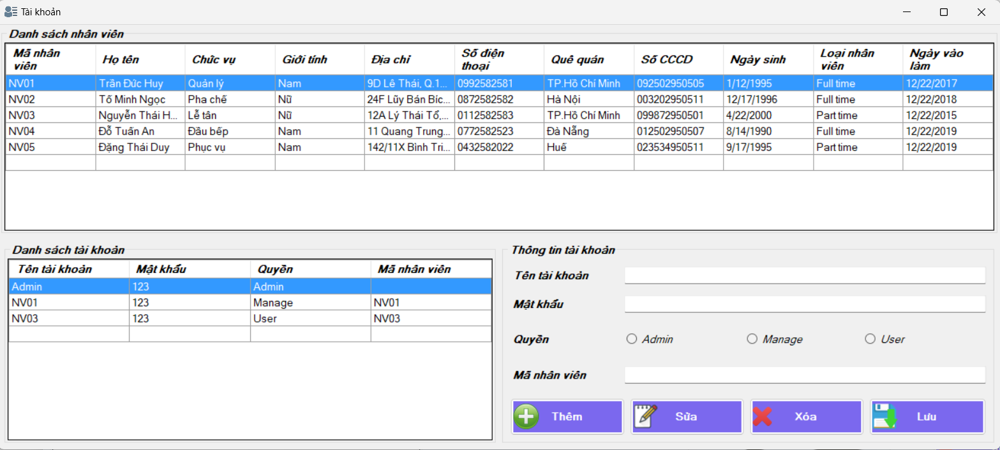 Tài khoản
Danh sách nhân viên
Mã nhân viên Họ tên Chức vụ Giới tính Địa chỉ Số điện thoại Quê quán Số CCCD Ngày sinh Loại nhân viên Ngày vào làm
NV01 Trần Đức Huy Quản lý Nam 9D Lê Thái, Q.1... 0992582581 TP.Hồ Chí Minh 092502950505 1/12/1995 Full time 12/22/2017
NV02 Tố Minh Ngọc Pha chế Nữ 24F Lũy Bán Bíc... 0872582582 Hà Nội 003202950511 12/17/1996 Full time 12/22/2018
NV03 Nguyễn Thái H... Lễ tân Nữ 12A Lý Thái Tổ,... 0112582583 TP.Hồ Chí Minh 099872950501 4/22/2000 Part time 12/22/2015
NV04 Đỗ Tuấn An Đầu bếp Nam 11 Quang Trung... 0772582523 Đà Nẵng 012502950507 8/14/1990 Full time 12/22/2019
NV05 Đặng Thái Duy Phục vụ Nam 142/11X Bình Tri... 0432582022 Huế 023534950511 9/17/1995 Part time 12/22/2019
Danh sách tài khoản
Tên tài khoản Mật khẩu Quyền Mã nhân viên
Admin 123 Admin
NV01 123 Manage NV01
NV03 123 User NV03
Thông tin tài khoản
Tên tài khoản
Mật khẩu
Quyền Admin Manage User
Mã nhân viên
Thêm Sửa Xóa Lưu